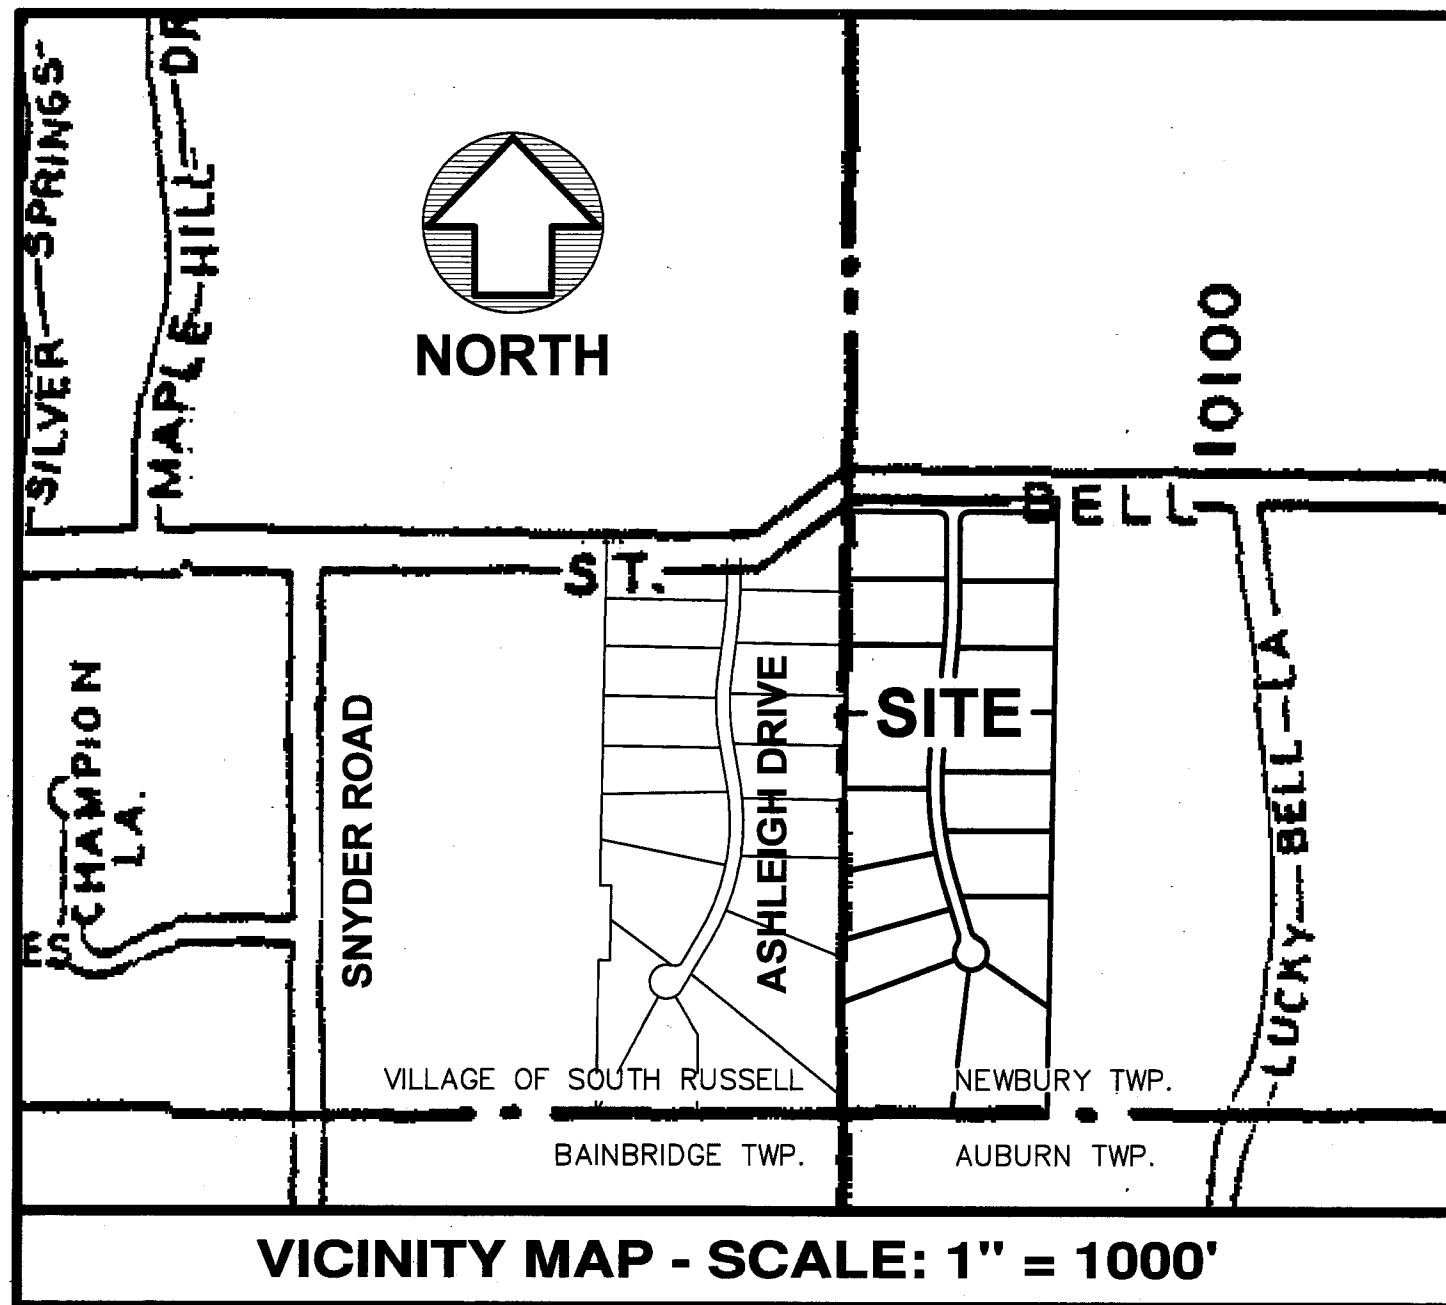 SILVER SPRINGS
MAPLE HILL DR
NORTH
10100
BELL
ST.
CHAMPION
LA.
ES
SNYDER ROAD
ASHLEIGH DRIVE
SITE
LUCKY BELL LA
VILLAGE OF SOUTH RUSSELL
NEWBURY TWP.
BAINBRIDGE TWP.
AUBURN TWP.
VICINITY MAP - SCALE: 1" = 1000'